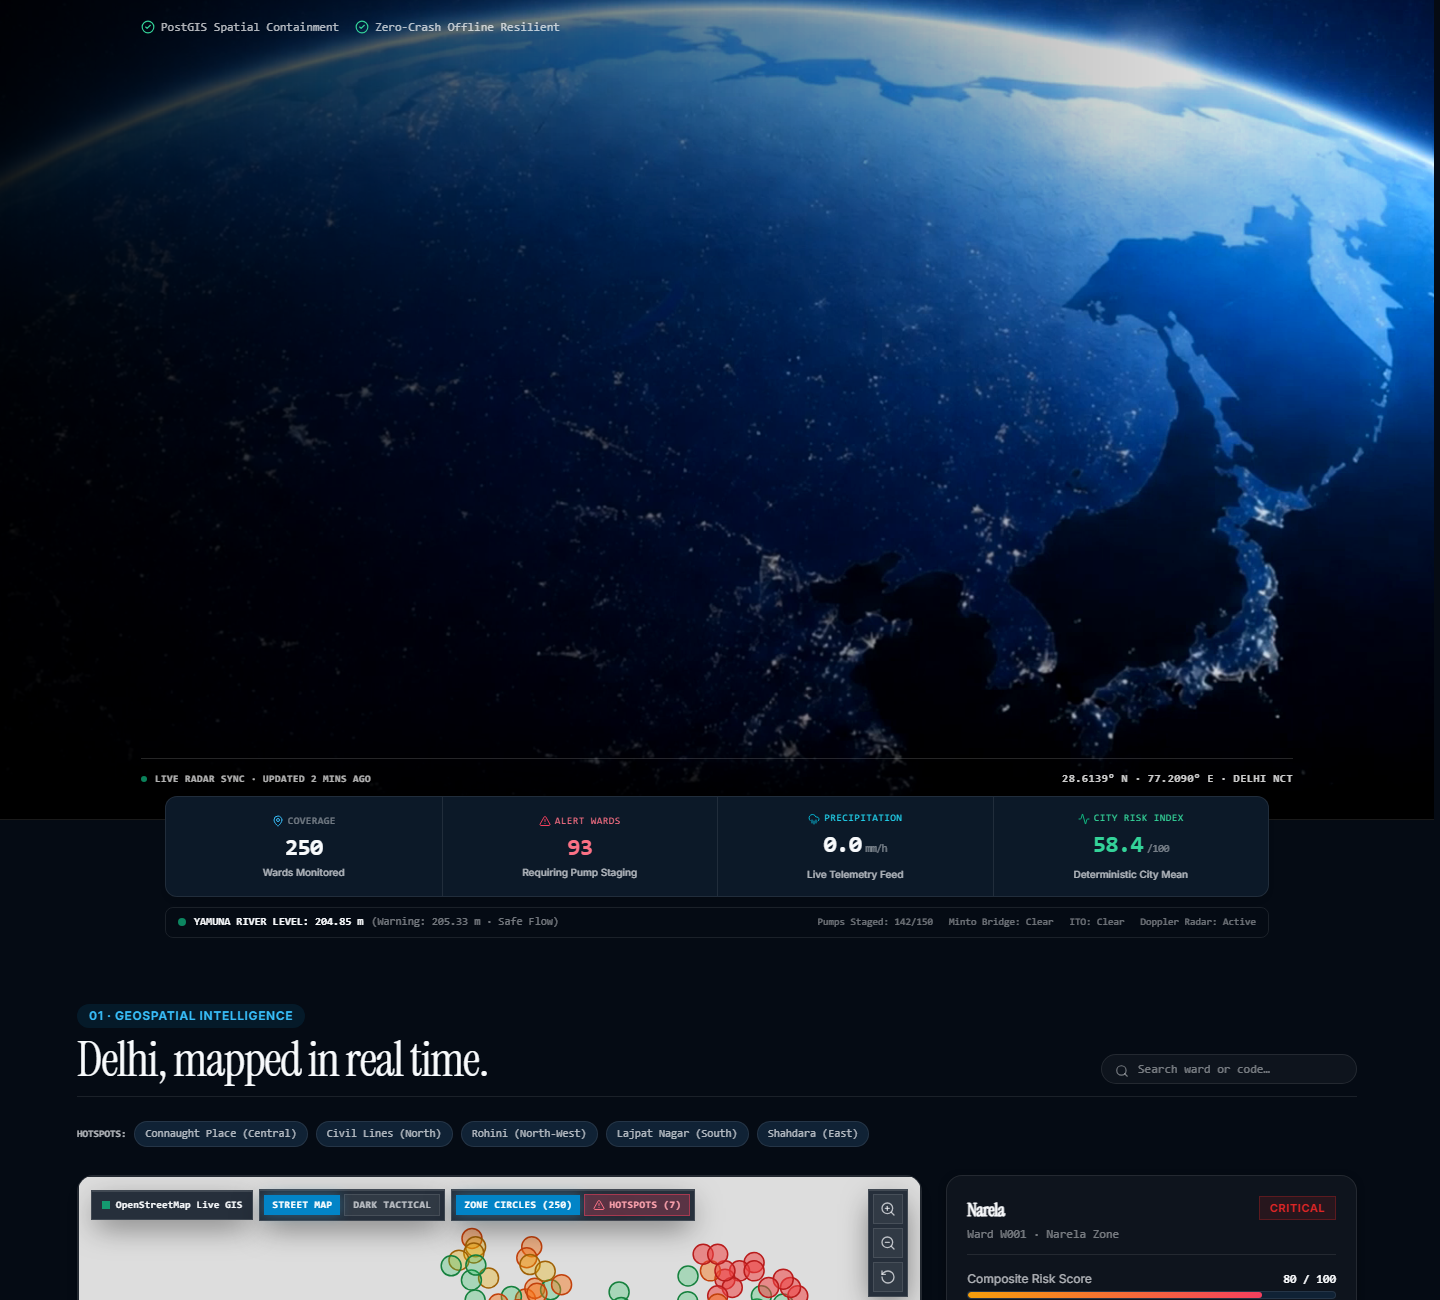 PostGIS Spatial Containment   Zero-Crash Offline Resilient
LIVE RADAR SYNC · UPDATED 2 MINS AGO   28.6139° N · 77.2090° E · DELHI NCT
COVERAGE   ALERT WARDS   PRECIPITATION   CITY RISK INDEX
250   93   0.0 mm/h   58.4 /100
Wards Monitored   Requiring Pump Staging   Live Telemetry Feed   Deterministic City Mean
YAMUNA RIVER LEVEL: 204.85 m (Warning: 205.33 m · Safe Flow)   Pumps Staged: 142/150   Minto Bridge: Clear   ITO: Clear   Doppler Radar: Active
01 · GEOSPATIAL INTELLIGENCE
Delhi, mapped in real time.
Search ward or code…
HOTSPOTS:   Connaught Place (Central)   Civil Lines (North)   Rohini (North-West)   Lajpat Nagar (South)   Shahdara (East)
OpenStreetMap Live GIS   STREET MAP   DARK TACTICAL   ZONE CIRCLES (250)   HOTSPOTS (7)
Narela   CRITICAL
Ward W001 · Narela Zone
Composite Risk Score   80 / 100